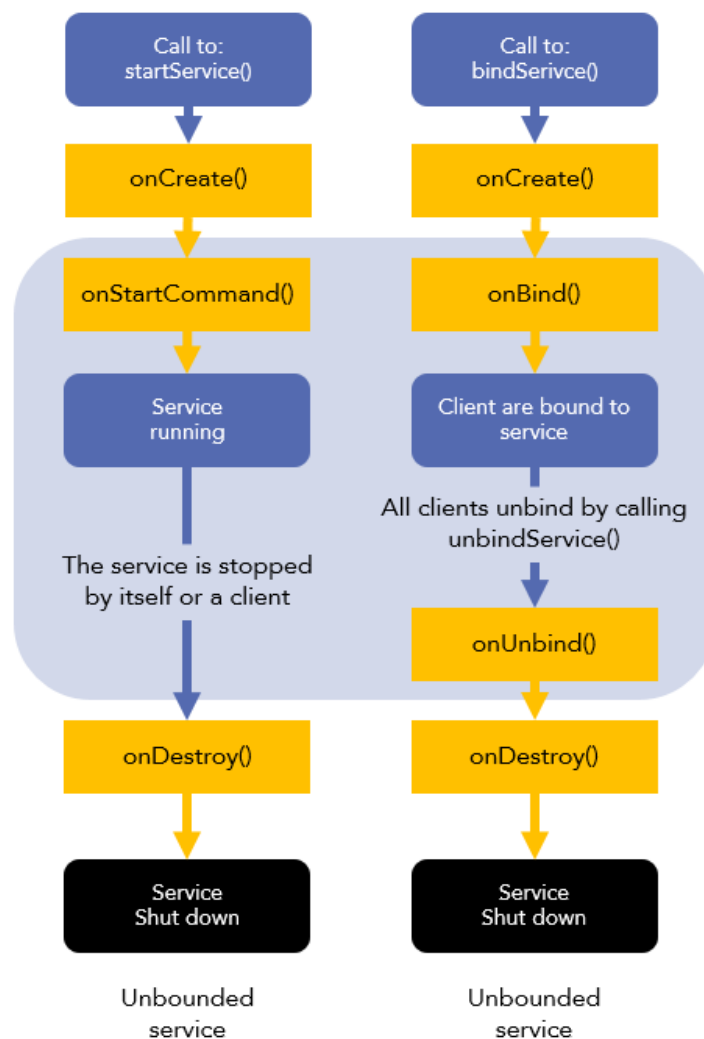 Call to:
startService()
onCreate()
onStartCommand()
Service
running
The service is stopped
by itself or a client
onDestroy()
Service
Shut down
Unbounded
service
Call to:
bindSerivce()
onCreate()
onBind()
Client are bound to
service
All clients unbind by calling
unbindService()
onUnbind()
onDestroy()
Service
Shut down
Unbounded
service